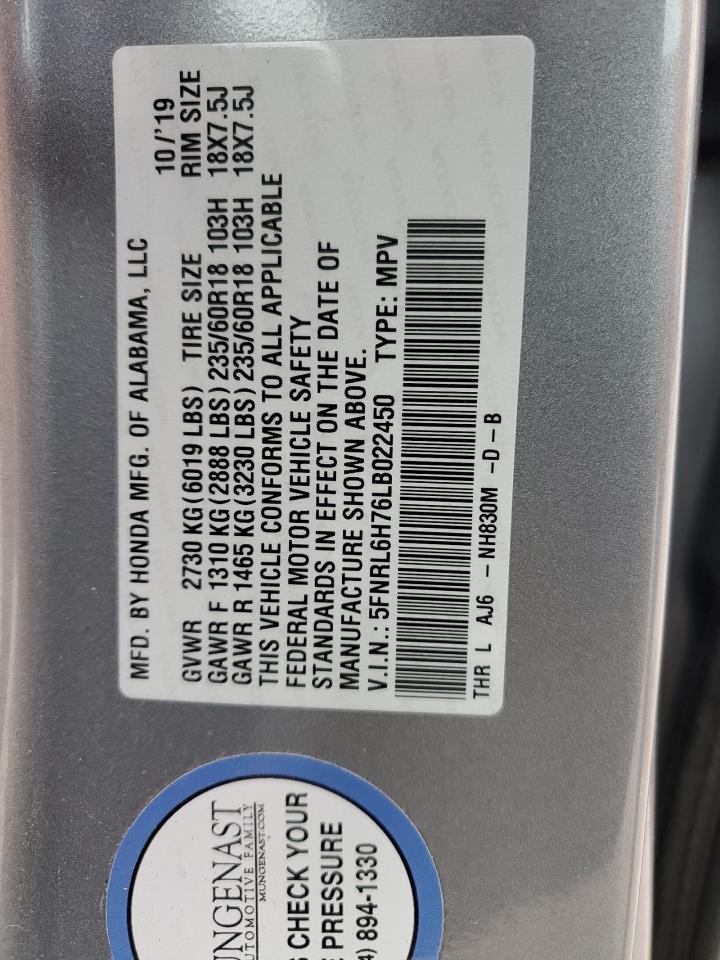 MFD. BY HONDA MFG. OF ALABAMA, LLC 10/'19
GVWR 2730 KG(6019 LBS) TIRE SIZE RIM SIZE
GAWR F 1310 KG(2888 LBS) 235/60R18 103H 18X7.5J
GAWR R 1465 KG(3230 LBS) 235/60R18 103H 18X7.5J
THIS VEHICLE CONFORMS TO ALL APPLICABLE
FEDERAL MOTOR VEHICLE SAFETY
STANDARDS IN EFFECT ON THE DATE OF
MANUFACTURE SHOWN ABOVE.
V.I.N.: 5FNRL6H76LB022450 TYPE: MPV
THR L AJ6 - NH830M -D-B
UNGENAST
AUTOMOTIVE FAMILY
MUNGENAST.COM
CHECK YOUR
PRESSURE
4) 894-1330